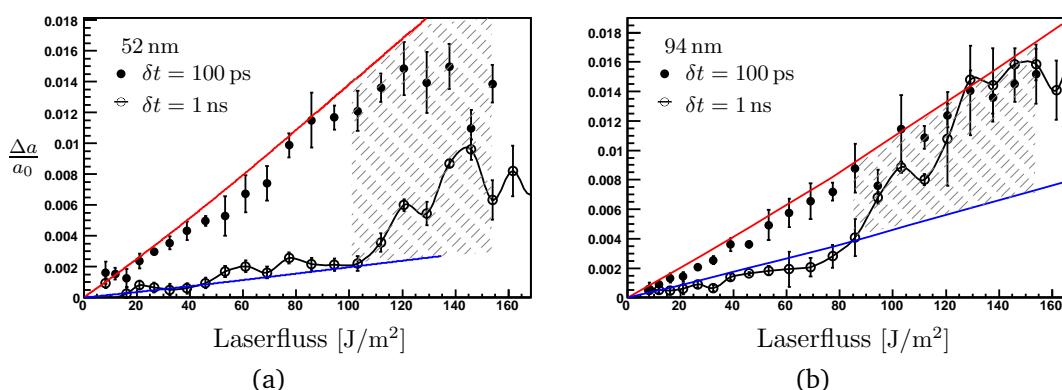 52 nm
δt = 100 ps
δt = 1 ns
Δa
a0
0.018
0.016
0.014
0.012
0.01
0.008
0.006
0.004
0.002
0
0 20 40 60 80 100 120 140 160
Laserfluss [J/m²]
(a)
94 nm
δt = 100 ps
δt = 1 ns
0.018
0.016
0.014
0.012
0.01
0.008
0.006
0.004
0.002
0
0 20 40 60 80 100 120 140 160
Laserfluss [J/m²]
(b)